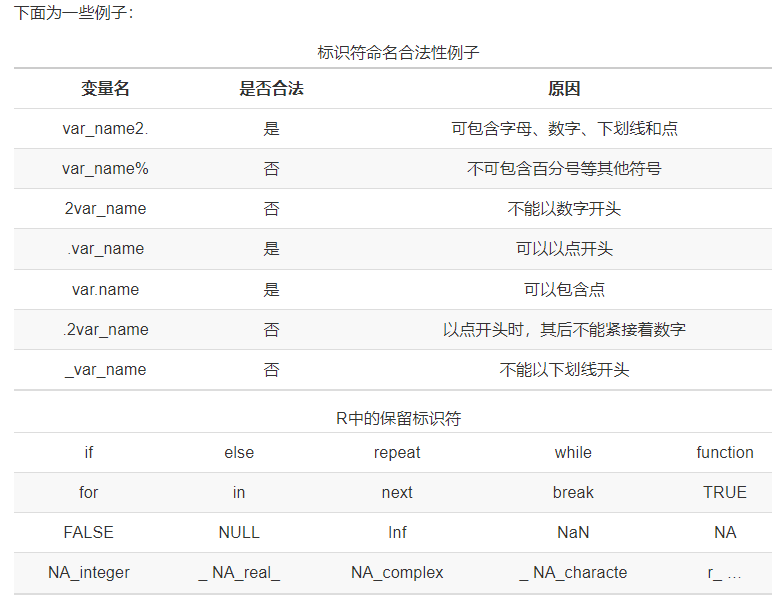 下面为一些例子：
标识符命名合法性例子
变量名 是否合法 原因
var_name2. 是 可包含字母、数字、下划线和点
var_name% 否 不可包含百分号等其他符号
2var_name 否 不能以数字开头
.var_name 是 可以以点开头
var.name 是 可以包含点
.2var_name 否 以点开头时，其后不能紧接着数字
_var_name 否 不能以下划线开头
R中的保留标识符
if else repeat while function
for in next break TRUE
FALSE NULL Inf NaN NA
NA_integer _ NA_real_ NA_complex _ NA_characte r_ ...